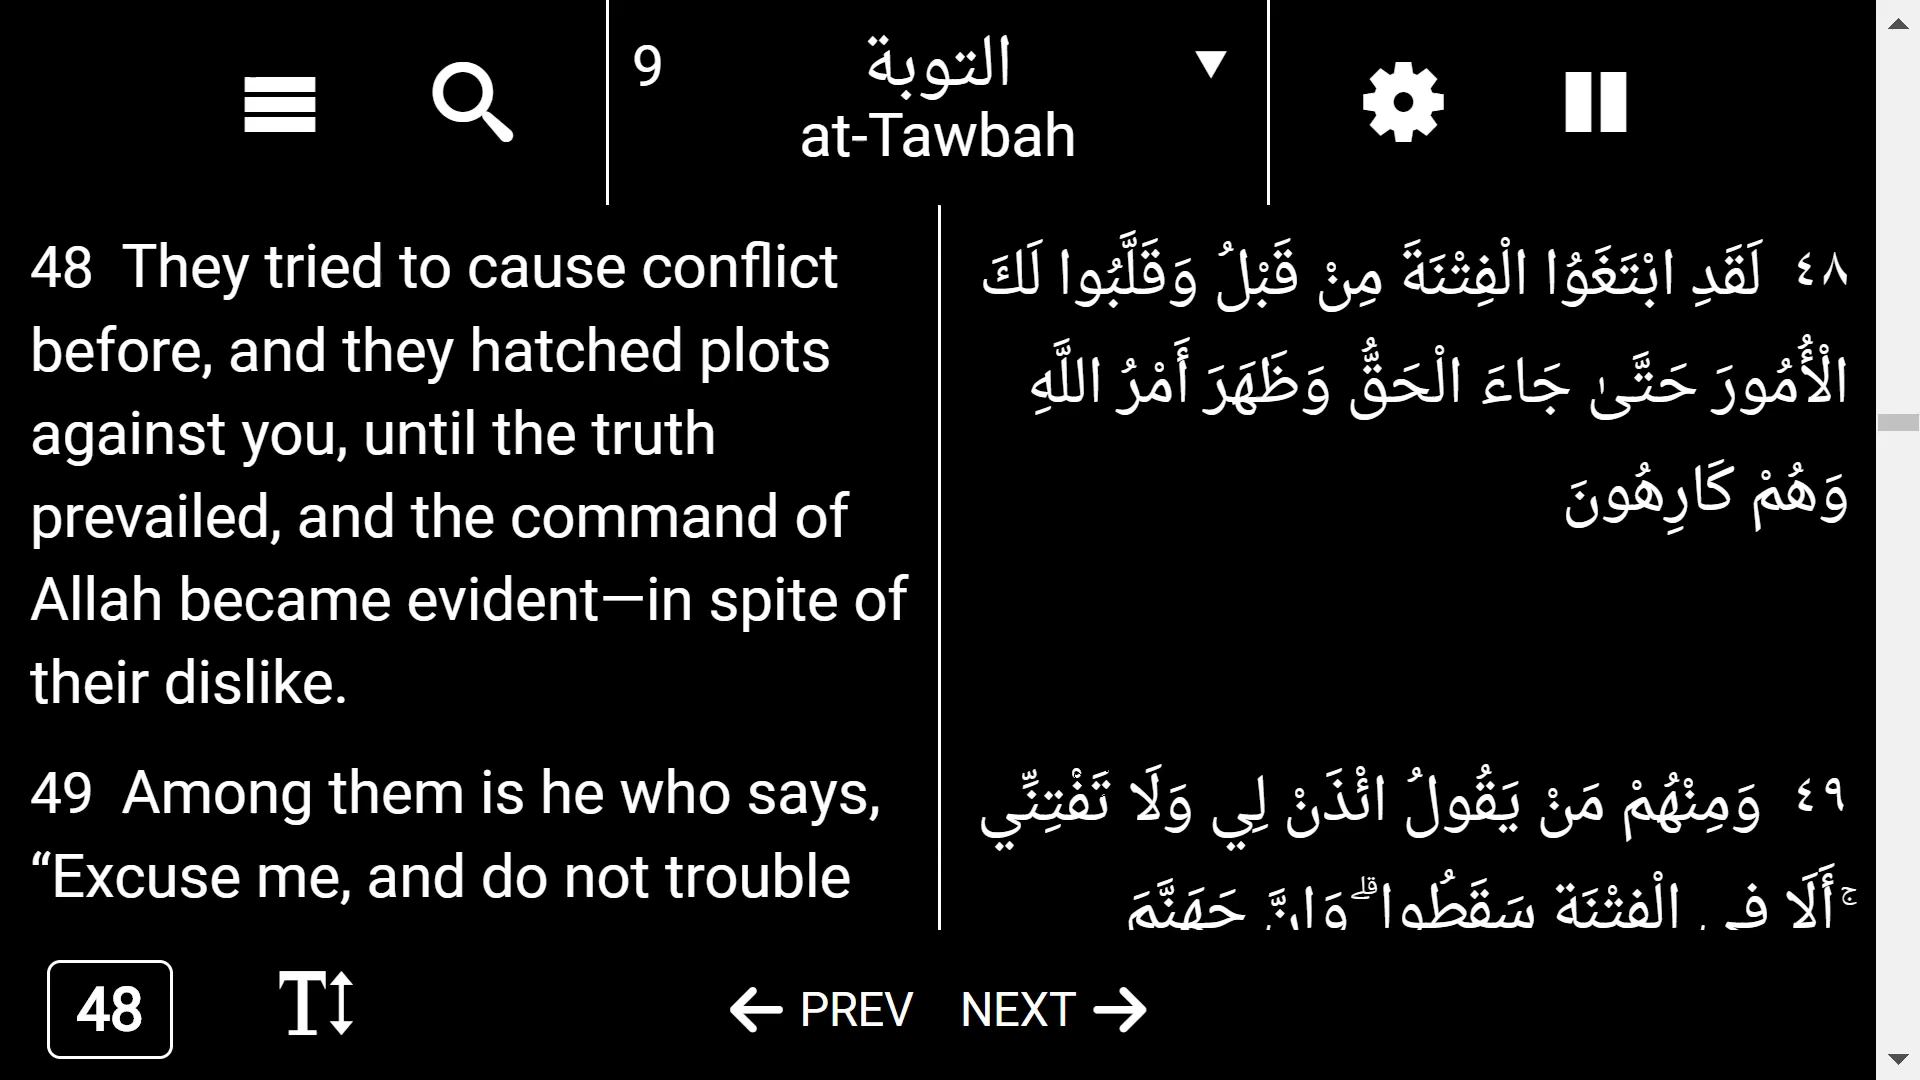 9
التوبة
at-Tawbah
48 They tried to cause conflict
before, and they hatched plots
against you, until the truth
prevailed, and the command of
Allah became evident—in spite of
their dislike.
٤٨ لَقَدِ ابْتَغَوُا الْفِتْنَةَ مِنْ قَبْلُ وَقَلَّبُوا لَكَ
الْأُمُورَ حَتَّىٰ جَاءَ الْحَقُّ وَظَهَرَ أَمْرُ اللَّهِ
وَهُمْ كَارِهُونَ
49 Among them is he who says,
“Excuse me, and do not trouble
٤٩ وَمِنْهُمْ مَنْ يَقُولُ ائْذَنْ لِي وَلَا تَفْتِنِّي
ۚ أَلَا فِي الْفِتْنَةِ سَقَطُوا ۗ وَإِنَّ جَهَنَّمَ
48
T
PREV
NEXT